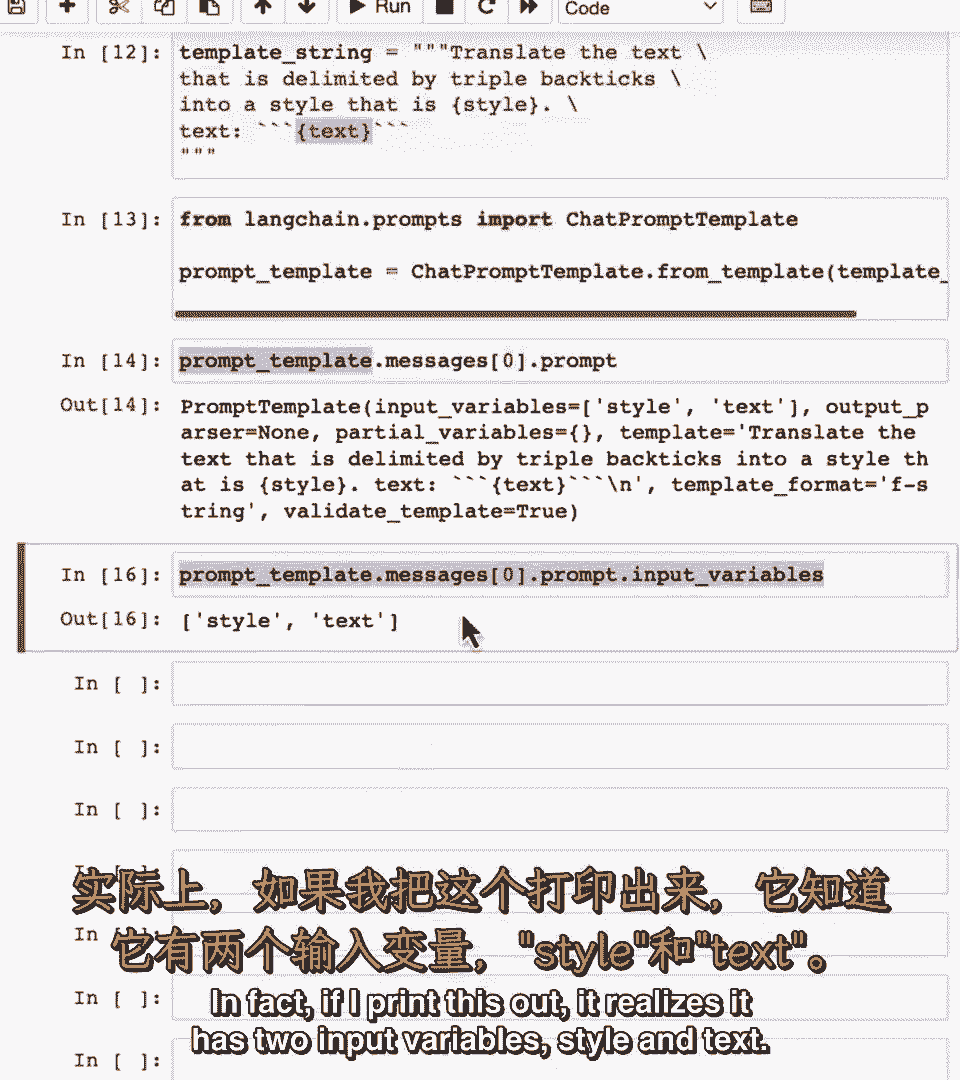 Run
Code
In [12]: template_string = """Translate the text \
that is delimited by triple backticks \
into a style that is {style}. \
text: ```{text}```
"""
In [13]: from langchain.prompts import ChatPromptTemplate
prompt_template = ChatPromptTemplate.from_template(template_
In [14]: prompt_template.messages[0].prompt
Out[14]: PromptTemplate(input_variables=['style', 'text'], output_p
arser=None, partial_variables={}, template='Translate the
text that is delimited by triple backticks into a style th
at is {style}. text: ```{text}```\n', template_format='f-s
tring', validate_template=True)
In [16]: prompt_template.messages[0].prompt.input_variables
Out[16]: ['style', 'text']
In [ ]:
In [ ]:
In [ ]:
In [ ]:
实际上，如果我把这个打印出来，它知道
In [ ]:
它有两个输入变量，"style"和"text"。
In [ ]:
In fact, if I print this out, it realizes it
has two input variables, style and text.
In [ ]: